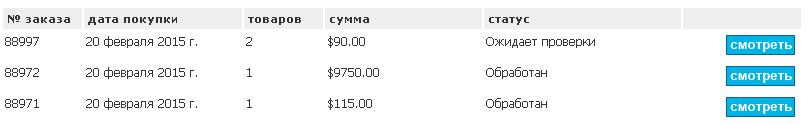 № заказа дата покупки товаров сумма статус
88997 20 февраля 2015 г. 2 $90.00 Ожидает проверки смотреть
88972 20 февраля 2015 г. 1 $9750.00 Обработан смотреть
88971 20 февраля 2015 г. 1 $115.00 Обработан смотреть